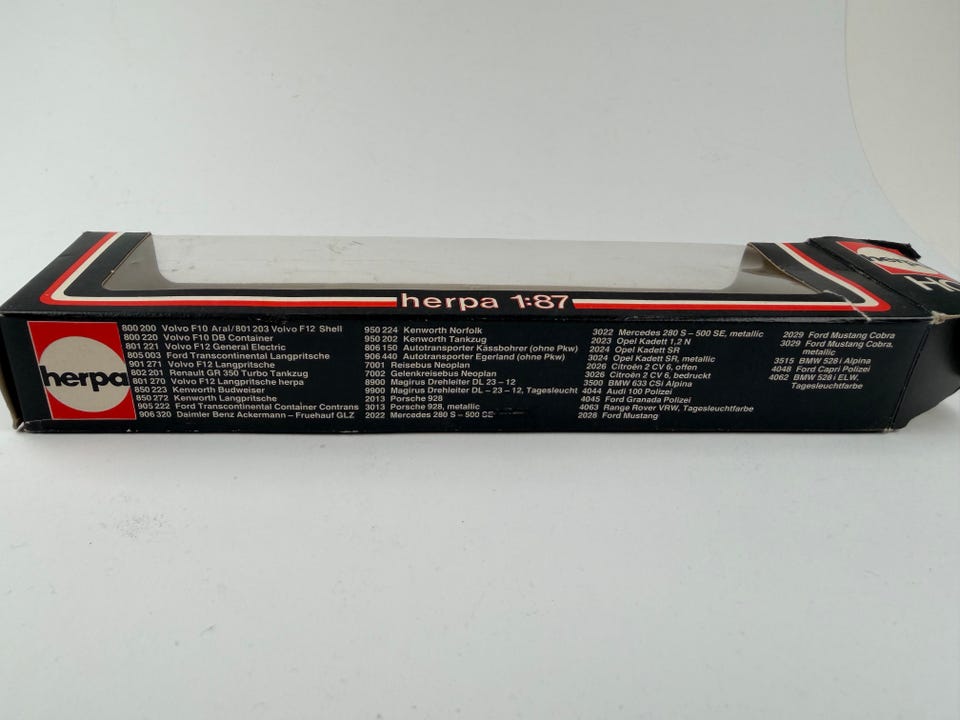 herpa
Ho
herpa 1:87
herpa
800 200 Volvo F10 Aral/801 203 Volvo F12 Shell
800 220 Volvo F10 DB Container
801 221 Volvo F12 General Electric
805 003 Ford Transcontinental Langpritsche
901 271 Volvo F12 Langpritsche
802 201 Renault GR 350 Turbo Tankzug
801 270 Volvo F12 Langpritsche herpa
850 223 Kenworth Budweiser
850 272 Kenworth Langpritsche
905 222 Ford Transcontinental Container Contrans
906 320 Daimler Benz Ackermann – Fruehauf GLZ
950 224 Kenworth Norfolk
950 202 Kenworth Tankzug
806 150 Autotransporter Kässbohrer (ohne Pkw)
906 440 Autotransporter Egerland (ohne Pkw)
7001 Reisebus Neoplan
7002 Gelenkreisebus Neoplan
8900 Magirus Drehleiter DL 23 – 12
9900 Magirus Drehleiter DL – 23 – 12, Tagesleucht
2013 Porsche 928
3013 Porsche 928, metallic
2022 Mercedes 280 S – 500 SE
3022 Mercedes 280 S – 500 SE, metallic
2023 Opel Kadett 1,2 N
2024 Opel Kadett SR
3024 Opel Kadett SR, metallic
2026 Citroën 2 CV 6, offen
3026 Citroën 2 CV 6, bedruckt
3500 BMW 633 CSi Alpina
4044 Audi 100 Polizei
4045 Ford Granada Polizei
4063 Range Rover VRW, Tagesleuchtfarbe
2028 Ford Mustang
2029 Ford Mustang Cobra
3029 Ford Mustang Cobra,
metallic
3515 BMW 528 i Alpina
4048 Ford Capri Polizei
4062 BMW 528 i ELW,
Tagesleuchtfarbe